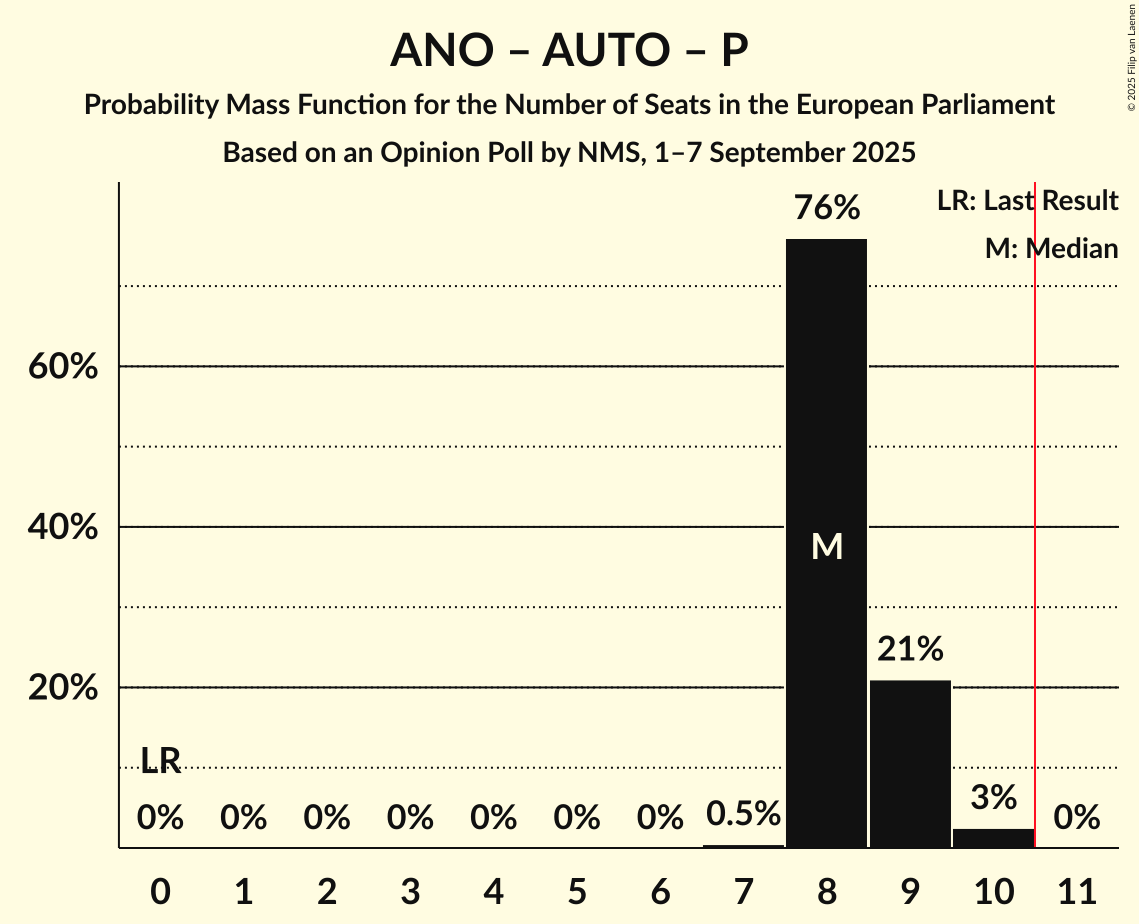 ANO – AUTO – P
Probability Mass Function for the Number of Seats in the European Parliament
Based on an Opinion Poll by NMS, 1–7 September 2025
© 2025 Filip van Laenen
LR: Last Result
M: Median
76%
60%
40%
M
21%
20%
LR
0% 0% 0% 0% 0% 0% 0% 0.5% 3% 0%
0 1 2 3 4 5 6 7 8 9 10 11